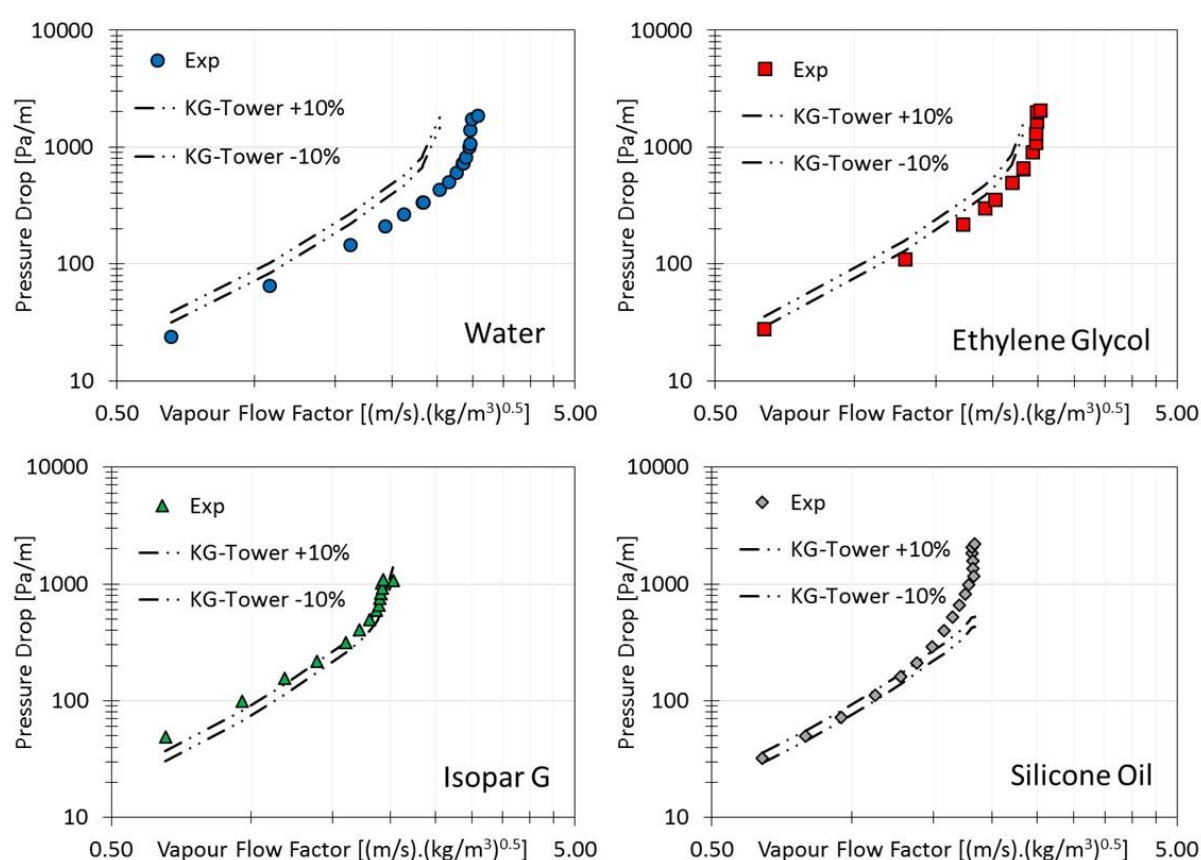 10000
Exp
KG-Tower +10%
1000
KG-Tower -10%
100
Pressure Drop [Pa/m]
Water
10
0.50 Vapour Flow Factor [(m/s).(kg/m³)⁰·⁵] 5.00
10000
Exp
KG-Tower +10%
1000
KG-Tower -10%
100
Pressure Drop [Pa/m]
Ethylene Glycol
10
0.50 Vapour Flow Factor [(m/s).(kg/m³)⁰·⁵] 5.00
10000
Exp
KG-Tower +10%
1000
KG-Tower -10%
100
Pressure Drop [Pa/m]
Isopar G
10
0.50 Vapour Flow Factor [(m/s).(kg/m³)⁰·⁵] 5.00
10000
Exp
KG-Tower +10%
1000
KG-Tower -10%
100
Pressure Drop [Pa/m]
Silicone Oil
10
0.50 Vapour Flow Factor [(m/s).(kg/m³)⁰·⁵] 5.00